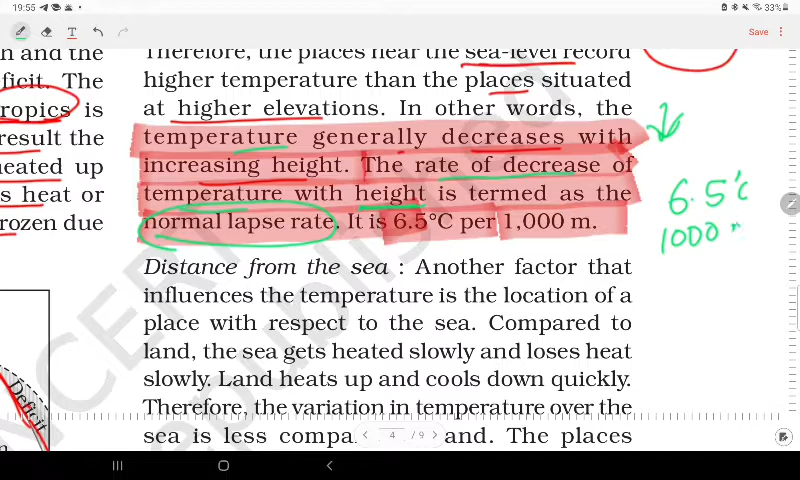 19:55
33%
T
Save
n and the
ficit. The
ropics is
result the
eated up
s heat or
rozen due
Therefore, the places near the sea-level record
higher temperature than the places situated
at higher elevations. In other words, the
temperature generally decreases with
increasing height. The rate of decrease of
temperature with height is termed as the
normal lapse rate. It is 6.5°C per 1,000 m.
6.5°C
1000
Distance from the sea : Another factor that
influences the temperature is the location of a
place with respect to the sea. Compared to
land, the sea gets heated slowly and loses heat
slowly. Land heats up and cools down quickly.
Therefore, the variation in temperature over the
sea is less compa and. The places
Deficit
4 / 9
NCERT
republished